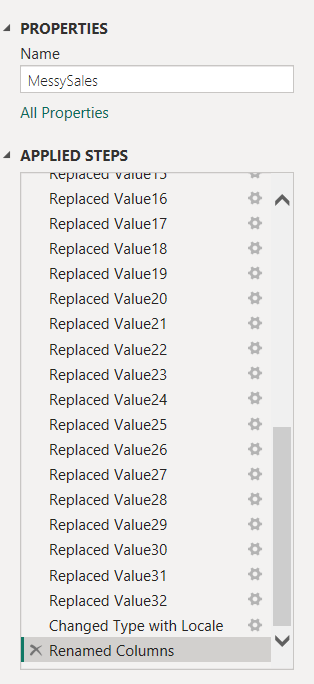 PROPERTIES
Name
MessySales
All Properties
APPLIED STEPS
Replaced Value15
Replaced Value16
Replaced Value17
Replaced Value18
Replaced Value19
Replaced Value20
Replaced Value21
Replaced Value22
Replaced Value23
Replaced Value24
Replaced Value25
Replaced Value26
Replaced Value27
Replaced Value28
Replaced Value29
Replaced Value30
Replaced Value31
Replaced Value32
Changed Type with Locale
Renamed Columns